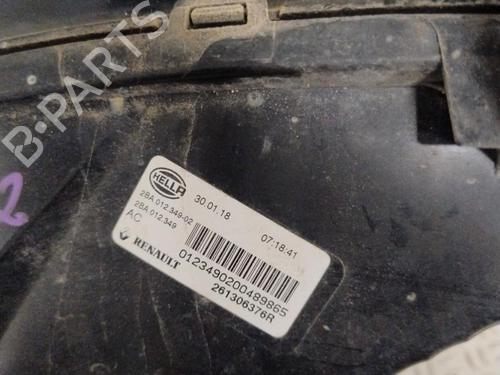 B-PARTS
2
HELLA
30.01.18
07:18:41
2BA.012.349-02
2BA.012.349
AC
RENAULT
0123490200489865
261306376R